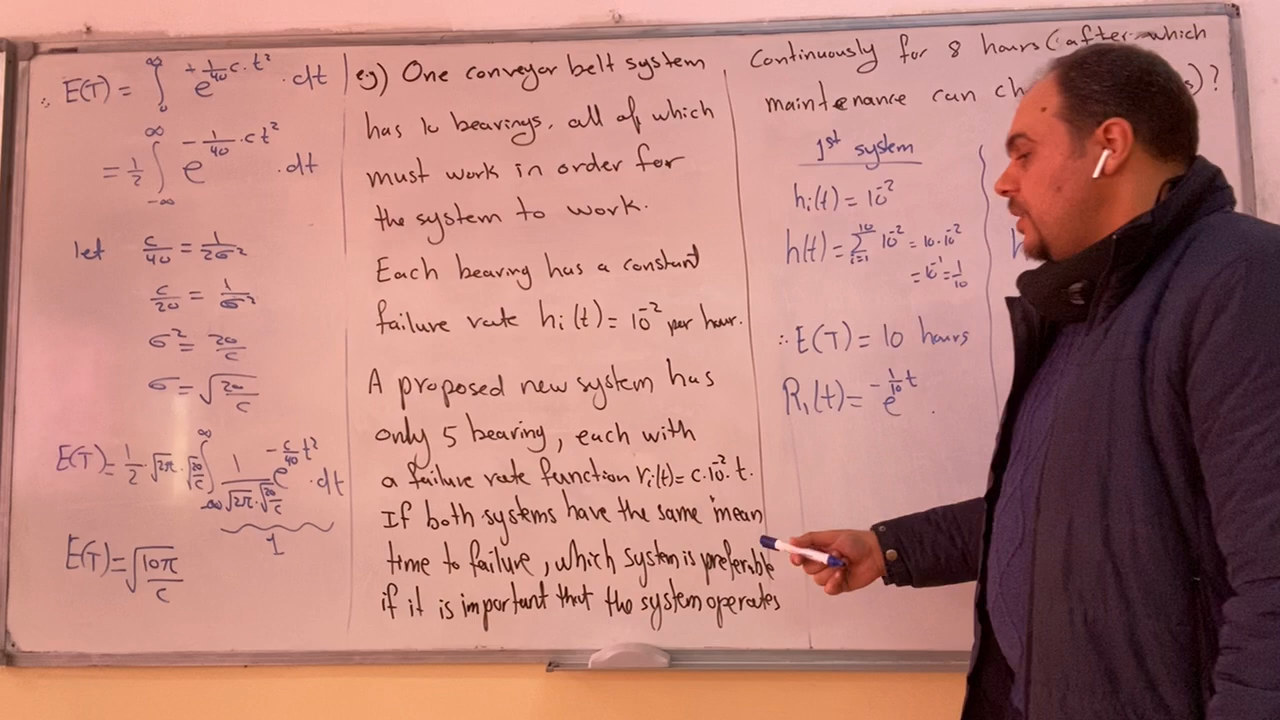 ∴ E(T) = ∫₀^∞ e^{+1/40 c.t²} . dt
= 1/2 ∫_{-∞}^{∞} e^{-1/40 .ct²} . dt
let c/40 = 1/2σ²
c/20 = 1/σ²
σ² = 20/c
σ = √(20/c)
E(T) = 1/2 . √2π . √(20/c) ∫_{-∞}^{∞} 1/(√2π . √(20/c)) e^{-c/40 t²} . dt
1
E(T) = √(10π/c)
e.g) One conveyor belt system
has 10 bearings, all of which
must work in order for
the system to work.
Each bearing has a constant
failure rate hi(t) = 10^{-2} per hour.
A proposed new system has
only 5 bearing, each with
a failure rate function ri(t) = c.10^{-2}. t.
If both systems have the same mean
time to failure, which system is preferable
if it is important that the system operates
Continuously for 8 hours (after which
maintenance can ch s)?
1st system
hi(t) = 10^{-2}
h(t) = Σ_{i=1}^{10} 10^{-2} = 10.10^{-2}
= 10^{-1} = 1/10
∴ E(T) = 10 hours
R₁(t) = e^{-1/10 t} .
h